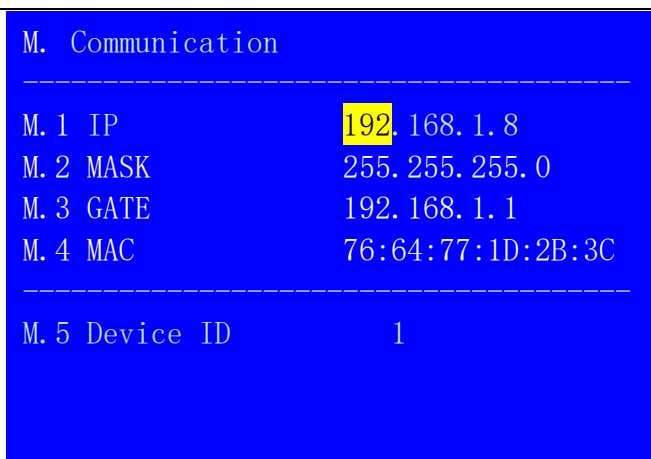 M. Communication
--------------------------------------
M.1 IP 192.168.1.8
M.2 MASK 255.255.255.0
M.3 GATE 192.168.1.1
M.4 MAC 76:64:77:1D:2B:3C
--------------------------------------
M.5 Device ID 1